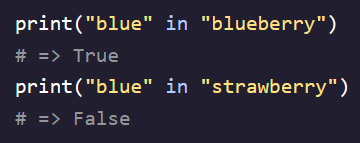 print("blue" in "blueberry")
# => True
print("blue" in "strawberry")
# => False